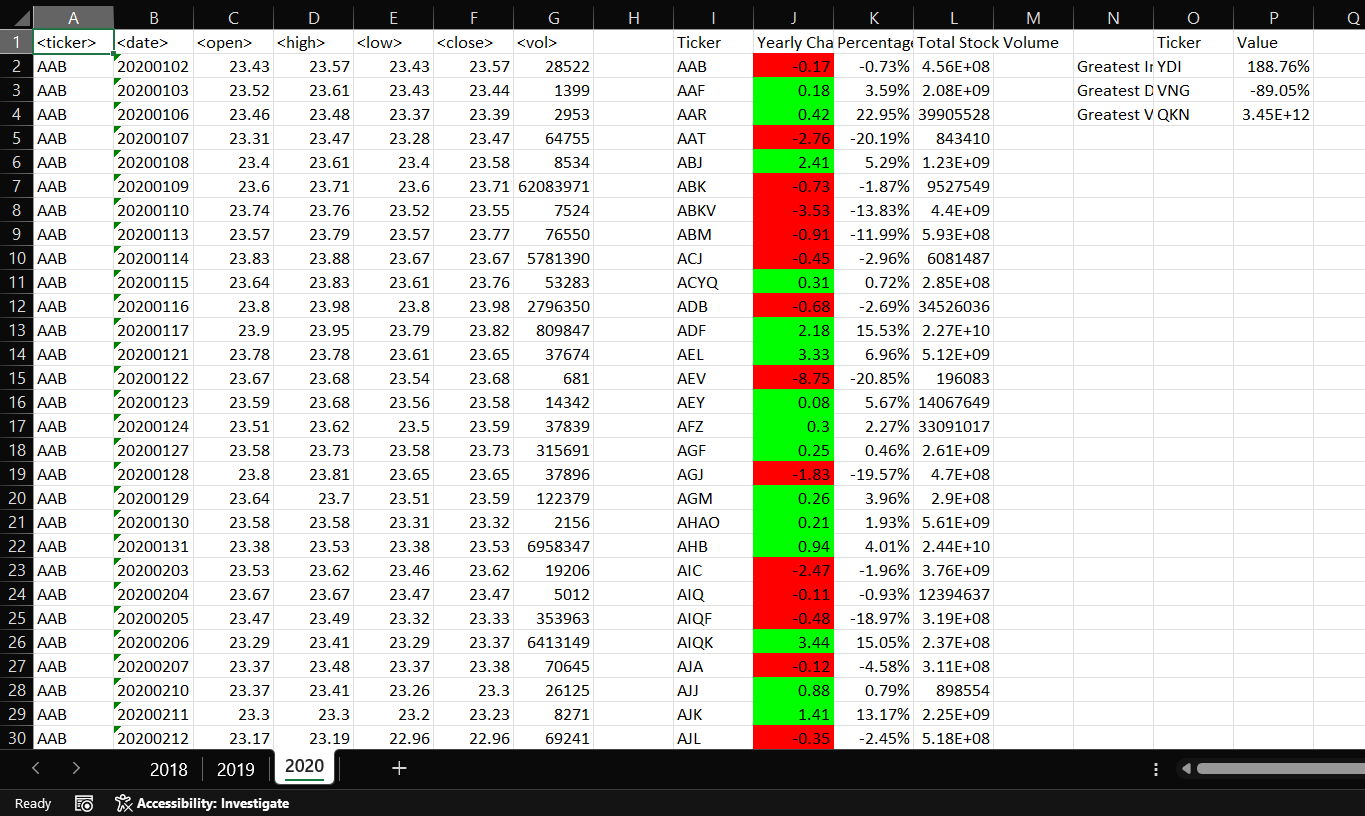 A B C D E F G H I J K L M N O P Q
1 <ticker> <date> <open> <high> <low> <close> <vol> Ticker Yearly Cha Percentage Total Stock Volume Ticker Value
2 AAB 20200102 23.43 23.57 23.43 23.57 28522 AAB -0.17 -0.73% 4.56E+08 Greatest In YDI 188.76%
3 AAB 20200103 23.52 23.61 23.43 23.44 1399 AAF 0.18 3.59% 2.08E+09 Greatest D VNG -89.05%
4 AAB 20200106 23.46 23.48 23.37 23.39 2953 AAR 0.42 22.95% 39905528 Greatest V QKN 3.45E+12
5 AAB 20200107 23.31 23.47 23.28 23.47 64755 AAT -2.76 -20.19% 843410
6 AAB 20200108 23.4 23.61 23.4 23.58 8534 ABJ 2.41 5.29% 1.23E+09
7 AAB 20200109 23.6 23.71 23.6 23.71 62083971 ABK -0.73 -1.87% 9527549
8 AAB 20200110 23.74 23.76 23.52 23.55 7524 ABKV -3.53 -13.83% 4.4E+09
9 AAB 20200113 23.57 23.79 23.57 23.77 76550 ABM -0.91 -11.99% 5.93E+08
10 AAB 20200114 23.83 23.88 23.67 23.67 5781390 ACJ -0.45 -2.96% 6081487
11 AAB 20200115 23.64 23.83 23.61 23.76 53283 ACYQ 0.31 0.72% 2.85E+08
12 AAB 20200116 23.8 23.98 23.8 23.98 2796350 ADB -0.68 -2.69% 34526036
13 AAB 20200117 23.9 23.95 23.79 23.82 809847 ADF 2.18 15.53% 2.27E+10
14 AAB 20200121 23.78 23.78 23.61 23.65 37674 AEL 3.33 6.96% 5.12E+09
15 AAB 20200122 23.67 23.68 23.54 23.68 681 AEV -8.75 -20.85% 196083
16 AAB 20200123 23.59 23.68 23.56 23.58 14342 AEY 0.08 5.67% 14067649
17 AAB 20200124 23.51 23.62 23.5 23.59 37839 AFZ 0.3 2.27% 33091017
18 AAB 20200127 23.58 23.73 23.58 23.73 315691 AGF 0.25 0.46% 2.61E+09
19 AAB 20200128 23.8 23.81 23.65 23.65 37896 AGJ -1.83 -19.57% 4.7E+08
20 AAB 20200129 23.64 23.7 23.51 23.59 122379 AGM 0.26 3.96% 2.9E+08
21 AAB 20200130 23.58 23.58 23.31 23.32 2156 AHAO 0.21 1.93% 5.61E+09
22 AAB 20200131 23.38 23.53 23.38 23.53 6958347 AHB 0.94 4.01% 2.44E+10
23 AAB 20200203 23.53 23.62 23.46 23.62 19206 AIC -2.47 -1.96% 3.76E+09
24 AAB 20200204 23.67 23.67 23.47 23.47 5012 AIQ -0.11 -0.93% 12394637
25 AAB 20200205 23.47 23.49 23.32 23.33 353963 AIQF -0.48 -18.97% 3.19E+08
26 AAB 20200206 23.29 23.41 23.29 23.37 6413149 AIQK 3.44 15.05% 2.37E+08
27 AAB 20200207 23.37 23.48 23.37 23.38 70645 AJA -0.12 -4.58% 3.11E+08
28 AAB 20200210 23.37 23.41 23.26 23.3 26125 AJJ 0.88 0.79% 898554
29 AAB 20200211 23.3 23.3 23.2 23.23 8271 AJK 1.41 13.17% 2.25E+09
30 AAB 20200212 23.17 23.19 22.96 22.96 69241 AJL -0.35 -2.45% 5.18E+08
2018 2019 2020
Ready Accessibility: Investigate